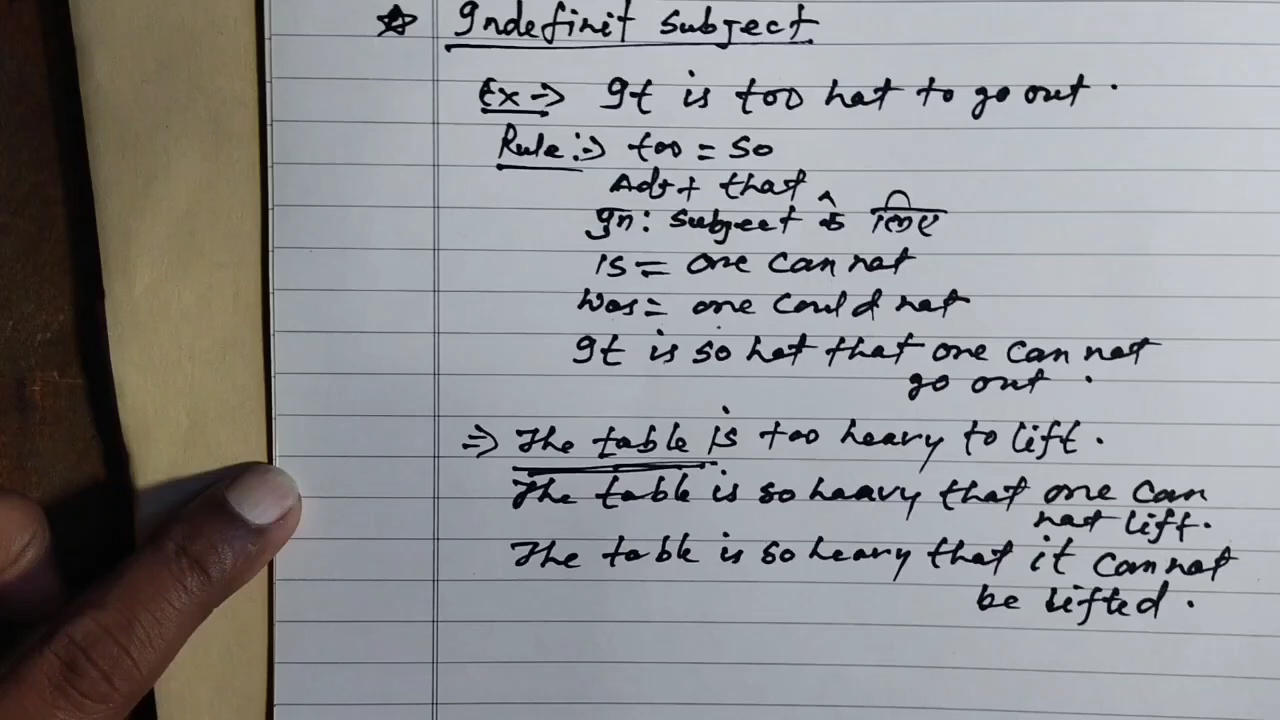 ☆ Indefinit subject
Ex → It is too hot to go out.
Rule :→ too = so
Adj + that
In: subject के लिए
is = one can not
was = one could not
It is so hot that one can not
go out.
⇒ The table is too heavy to lift.
The table is so heavy that one can
not lift.
The table is so heavy that it can not
be lifted.